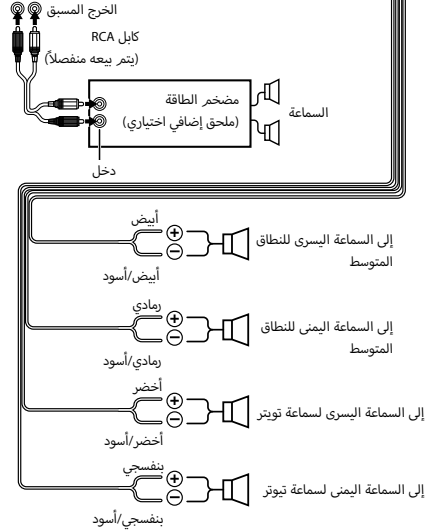 الخرج المسبق
كابل RCA
(يتم بيعه منفصلاً)
مضخم الطاقة
(ملحق إضافي اختياري)
السماعة
دخل
أبيض
إلى السماعة اليسرى للنطاق
المتوسط
أبيض/أسود
رمادي
إلى السماعة اليمنى للنطاق
المتوسط
رمادي/أسود
أخضر
إلى السماعة اليسرى لسماعة تويتر
أخضر/أسود
بنفسجي
إلى السماعة اليمنى لسماعة تيوتر
بنفسجي/أسود